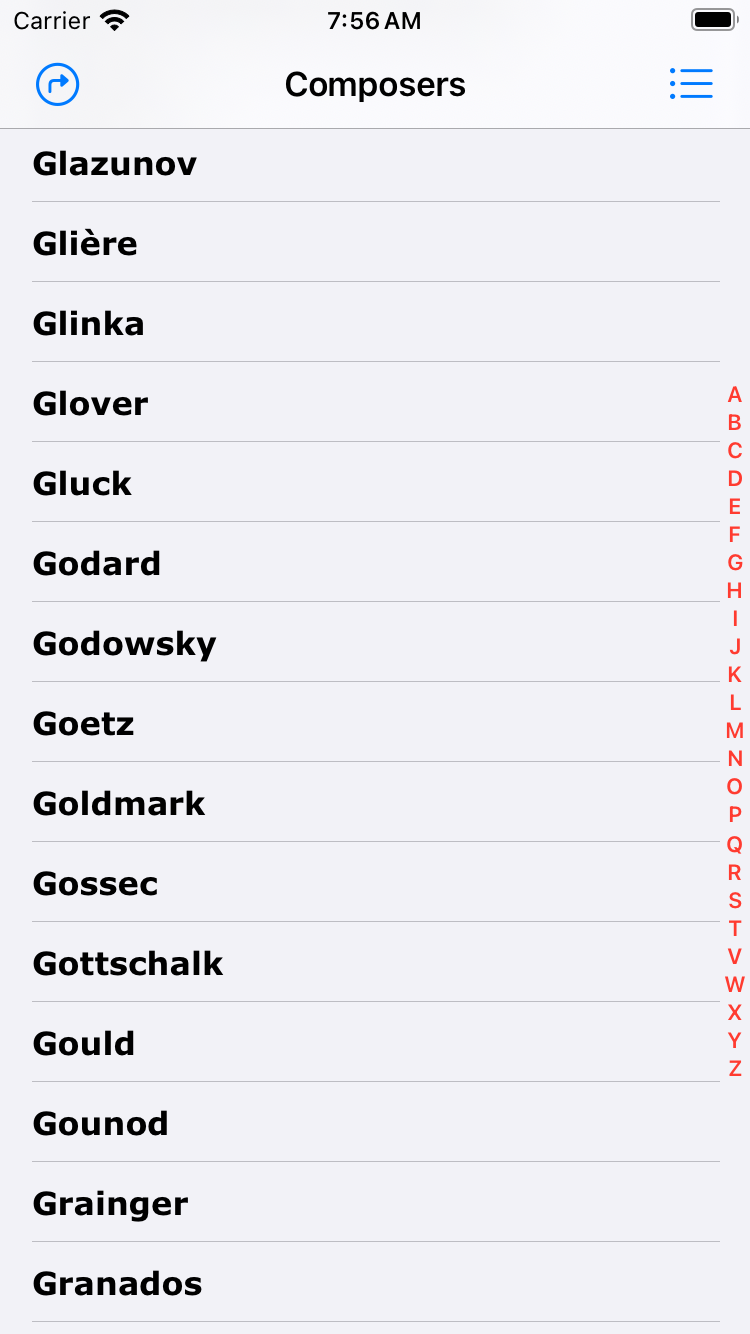 Carrier 7:56 AM
Composers
Glazunov
Glière
Glinka
Glover
Gluck
Godard
Godowsky
Goetz
Goldmark
Gossec
Gottschalk
Gould
Gounod
Grainger
Granados
A
B
C
D
E
F
G
H
I
J
K
L
M
N
O
P
Q
R
S
T
V
W
X
Y
Z